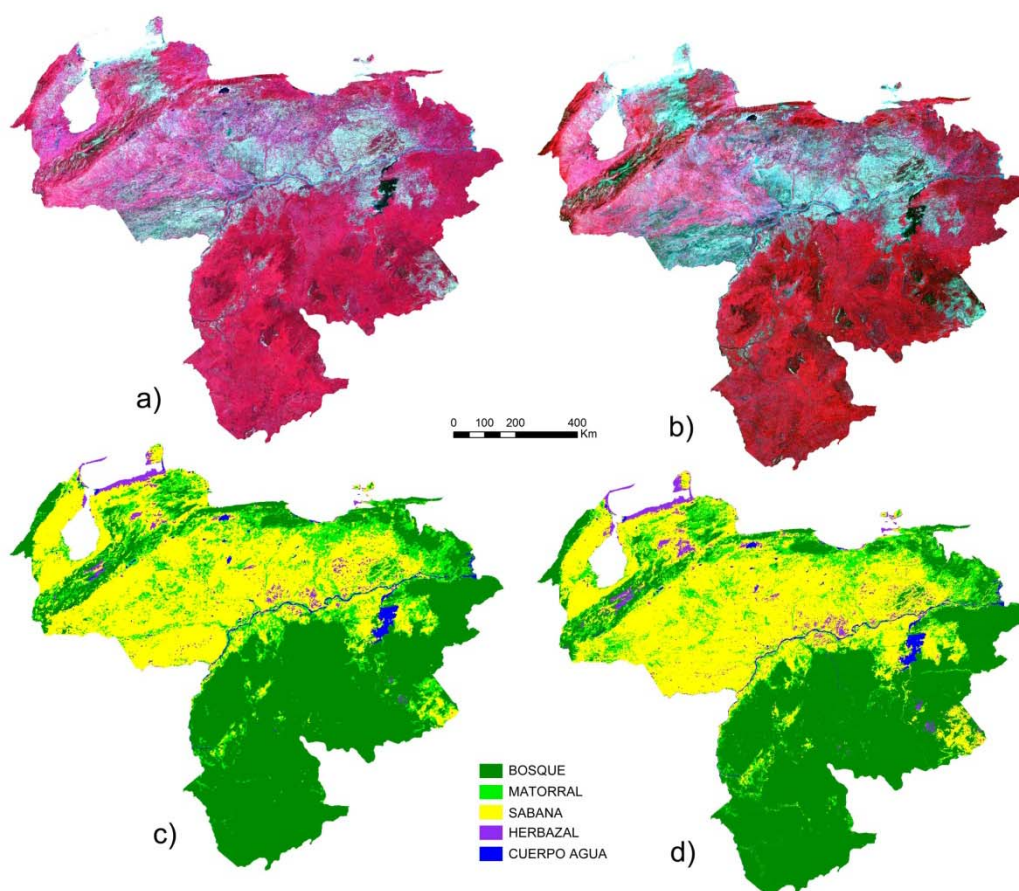 a)
b)
0 100 200 400
Km
BOSQUE
MATORRAL
SABANA
HERBAZAL
CUERPO AGUA
c)
d)